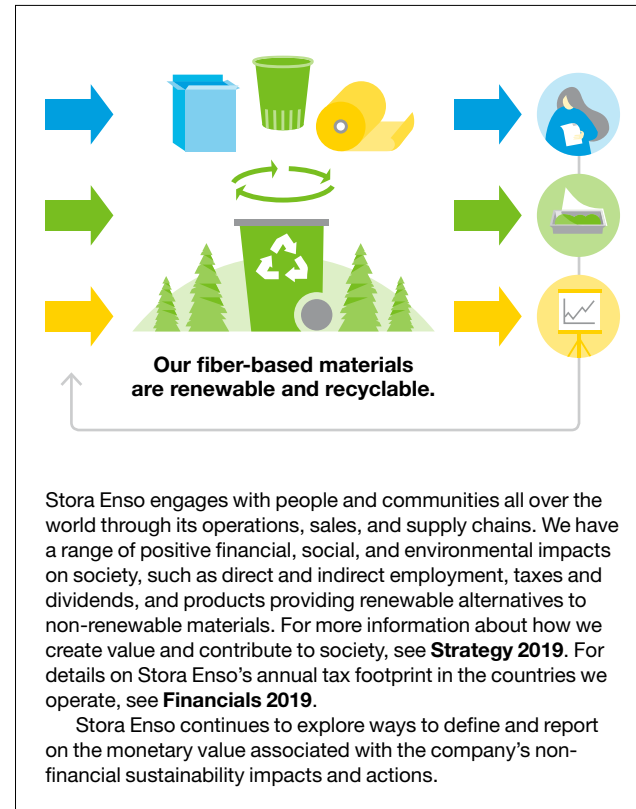 Our fiber-based materials
are renewable and recyclable.
Stora Enso engages with people and communities all over the
world through its operations, sales, and supply chains. We have
a range of positive financial, social, and environmental impacts
on society, such as direct and indirect employment, taxes and
dividends, and products providing renewable alternatives to
non-renewable materials. For more information about how we
create value and contribute to society, see Strategy 2019. For
details on Stora Enso’s annual tax footprint in the countries we
operate, see Financials 2019.
Stora Enso continues to explore ways to define and report
on the monetary value associated with the company’s non-
financial sustainability impacts and actions.